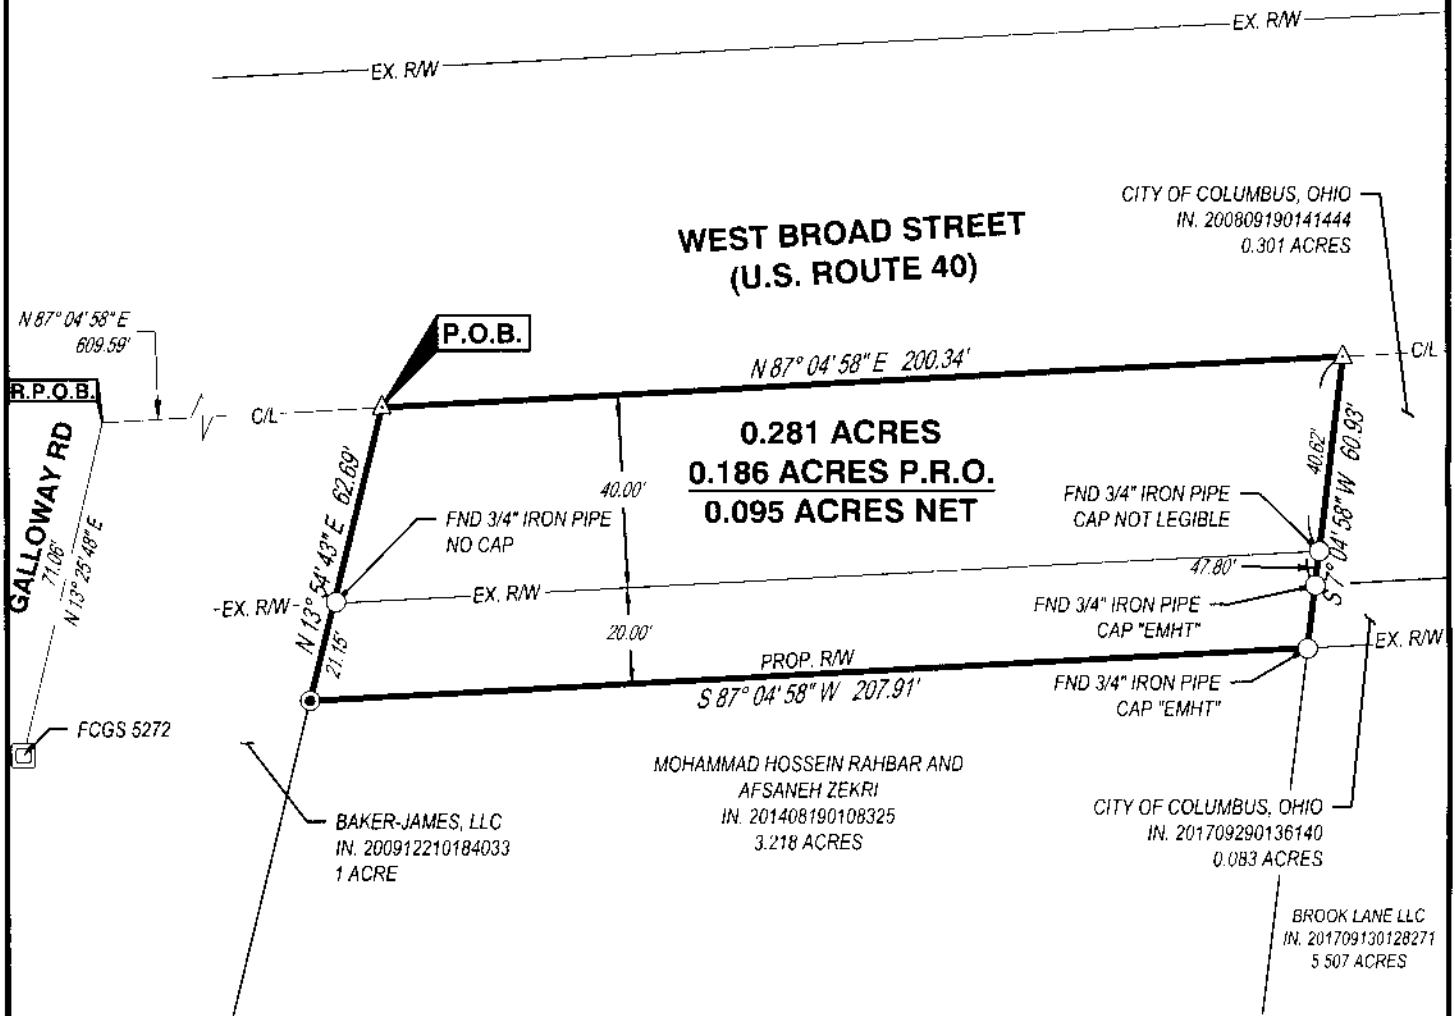 EX. R/W
EX. R/W
CITY OF COLUMBUS, OHIO
IN. 200809190141444
0.301 ACRES
WEST BROAD STREET
(U.S. ROUTE 40)
N 87° 04' 58" E
609.59'
P.O.B.
R.P.O.B.
N 87° 04' 58" E 200.34'
C/L
C/L
GALLOWAY RD
71.06'
N 13° 25' 48" E
N 13° 54' 43" E 62.69'
21.15'
40.00'
0.281 ACRES
0.186 ACRES P.R.O.
0.095 ACRES NET
40.62'
S 7° 04' 58" W 60.93'
FND 3/4" IRON PIPE
CAP NOT LEGIBLE
FND 3/4" IRON PIPE
NO CAP
47.80'
EX. R/W
EX. R/W
FND 3/4" IRON PIPE
CAP "EMHT"
20.00'
EX. R/W
PROP. R/W
S 87° 04' 58" W 207.91'
FND 3/4" IRON PIPE
CAP "EMHT"
FCGS 5272
MOHAMMAD HOSSEIN RAHBAR AND
AFSANEH ZEKRI
IN. 201408190108325
3.218 ACRES
BAKER-JAMES, LLC
IN. 200912210184033
1 ACRE
CITY OF COLUMBUS, OHIO
IN. 201709290136140
0.083 ACRES
BROOK LANE LLC
IN. 201709130128271
5 507 ACRES